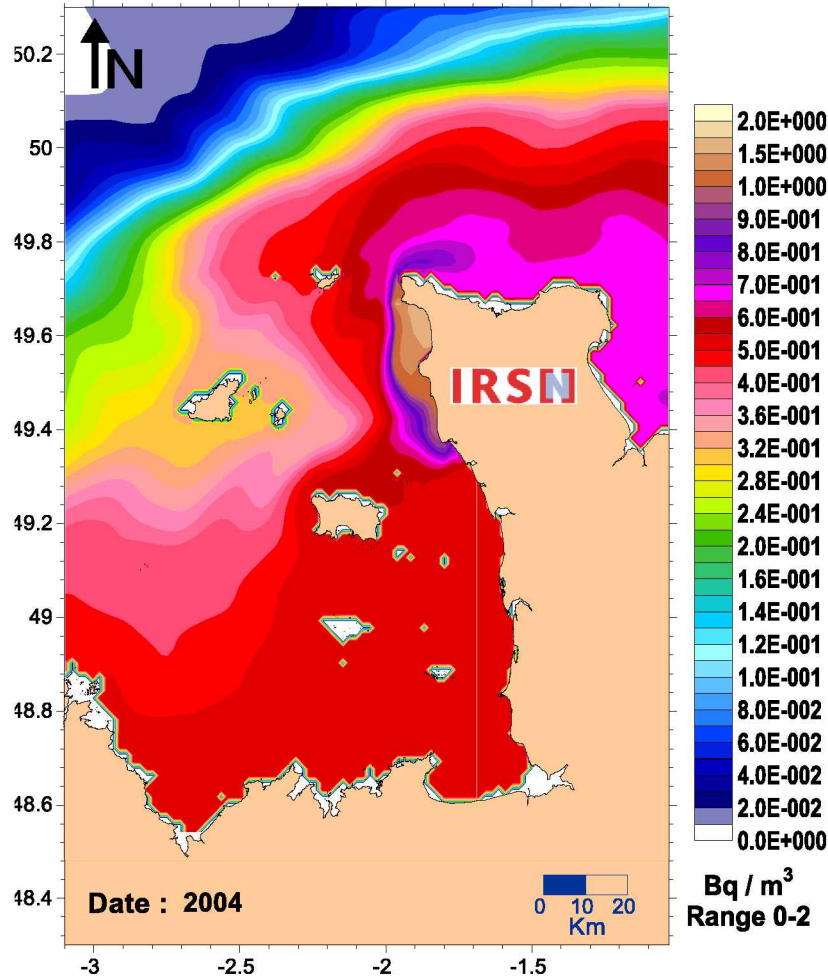 N
50.2
50
49.8
49.6
49.4
49.2
49
48.8
48.6
48.4
-3
-2.5
-2
-1.5
IRSN
Date : 2004
0 10 20
Km
2.0E+000
1.5E+000
1.0E+000
9.0E-001
8.0E-001
7.0E-001
6.0E-001
5.0E-001
4.0E-001
3.6E-001
3.2E-001
2.8E-001
2.4E-001
2.0E-001
1.6E-001
1.4E-001
1.2E-001
1.0E-001
8.0E-002
6.0E-002
4.0E-002
2.0E-002
0.0E+000
Bq / m³
Range 0-2